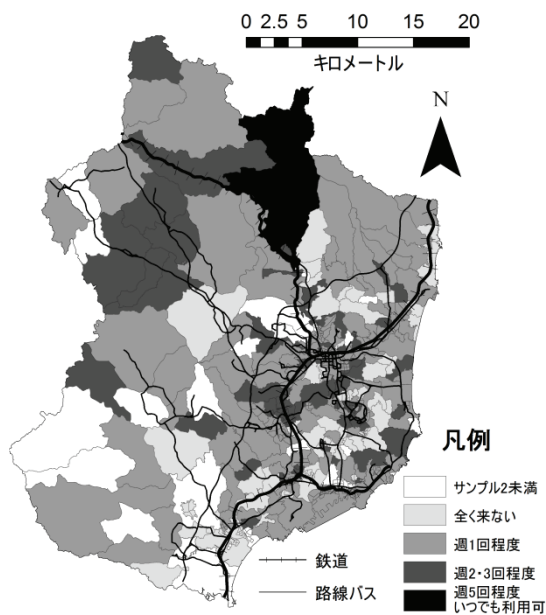 0 2.5 5 10 15 20
キロメートル
N
凡例
サンプル2未満
全く来ない
週1回程度
週2・3回程度
週5回程度
いつでも利用可
鉄道
路線バス